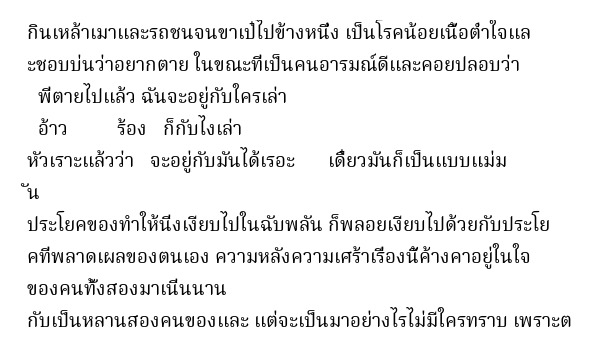 กินเหล้าเมาและรถชนจนขาเป๋ไปข้างหนึ่ง เป็นโรคน้อยเนื้อต่ำใจแล
ะชอบบ่นว่าอยากตาย ในขณะที่เป็นคนอารมณ์ดีและคอยปลอบว่า
พี่ตายไปแล้ว ฉันจะอยู่กับใครเล่า
อ้าว ร้อง ก็กับไงเล่า
หัวเราะแล้วว่า จะอยู่กับมันได้เรอะ เดี๋ยวมันก็เป็นแบบแม่ม
ัน
ประโยคของทำให้นึ่งเงียบไปในฉับพลัน ก็พลอยเงียบไปด้วยกับประโย
คที่พลาดเผลของตนเอง ความหลังความเศร้าเรื่องนี้ค้างคาอยู่ในใจ
ของคนทั้งสองมาเนิ่นนาน
กับเป็นหลานสองคนของและ แต่จะเป็นมาอย่างไรไม่มีใครทราบ เพราะต